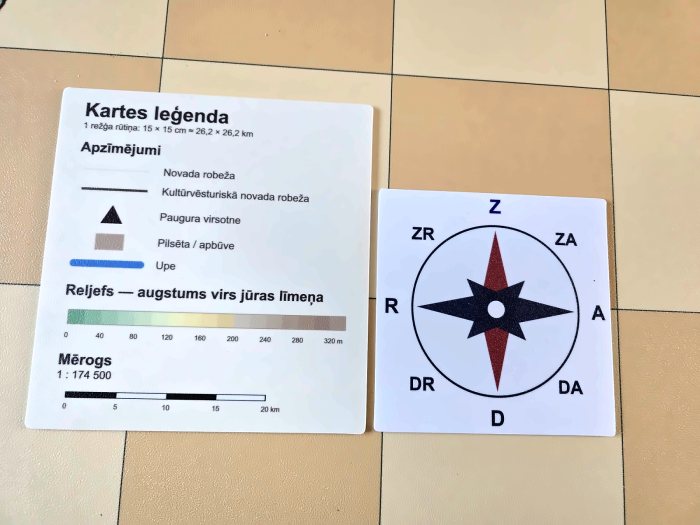 Kartes leģenda
1 režģa rūtiņa: 15 × 15 cm ≈ 26,2 × 26,2 km
Apzīmējumi
Novada robeža
Kultūrvēsturiskā novada robeža
Paugura virsotne
Pilsēta / apbūve
Upe
Reljefs — augstums virs jūras līmeņa
0 40 80 120 160 200 240 280 320 m
Mērogs
1 : 174 500
0 5 10 15 20 km
Z
ZR ZA
R A
DR DA
D